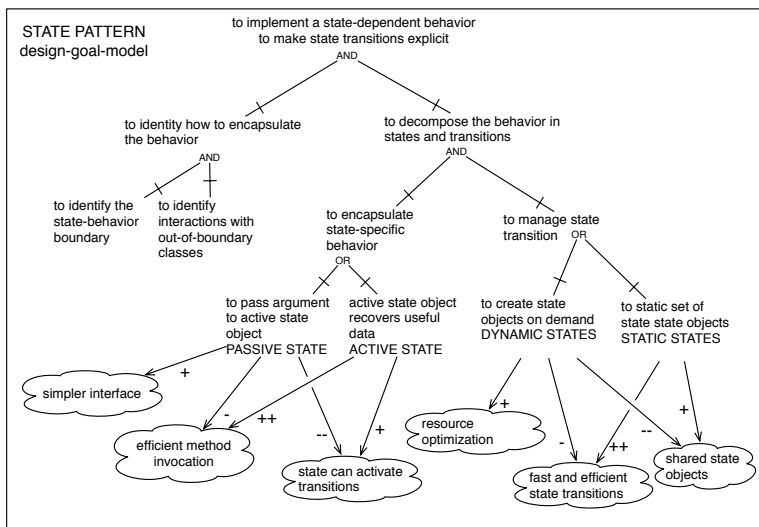 STATE PATTERN
design-goal-model
to implement a state-dependent behavior
to make state transitions explicit
AND
to identity how to encapsulate
the behavior
AND
to decompose the behavior in
states and transitions
AND
to identify the
state-behavior
boundary
to identify
interactions with
out-of-boundary
classes
to encapsulate
state-specific
behavior
OR
to manage state
transition
OR
to pass argument
to active state
object
PASSIVE STATE
active state object
recovers useful
data
ACTIVE STATE
to create state
objects on demand
DYNAMIC STATES
to static set of
state state objects
STATIC STATES
+
-
++
--
+
+
-
++
--
+
simpler interface
efficient method
invocation
state can activate
transitions
resource
optimization
fast and efficient
state transitions
shared state
objects